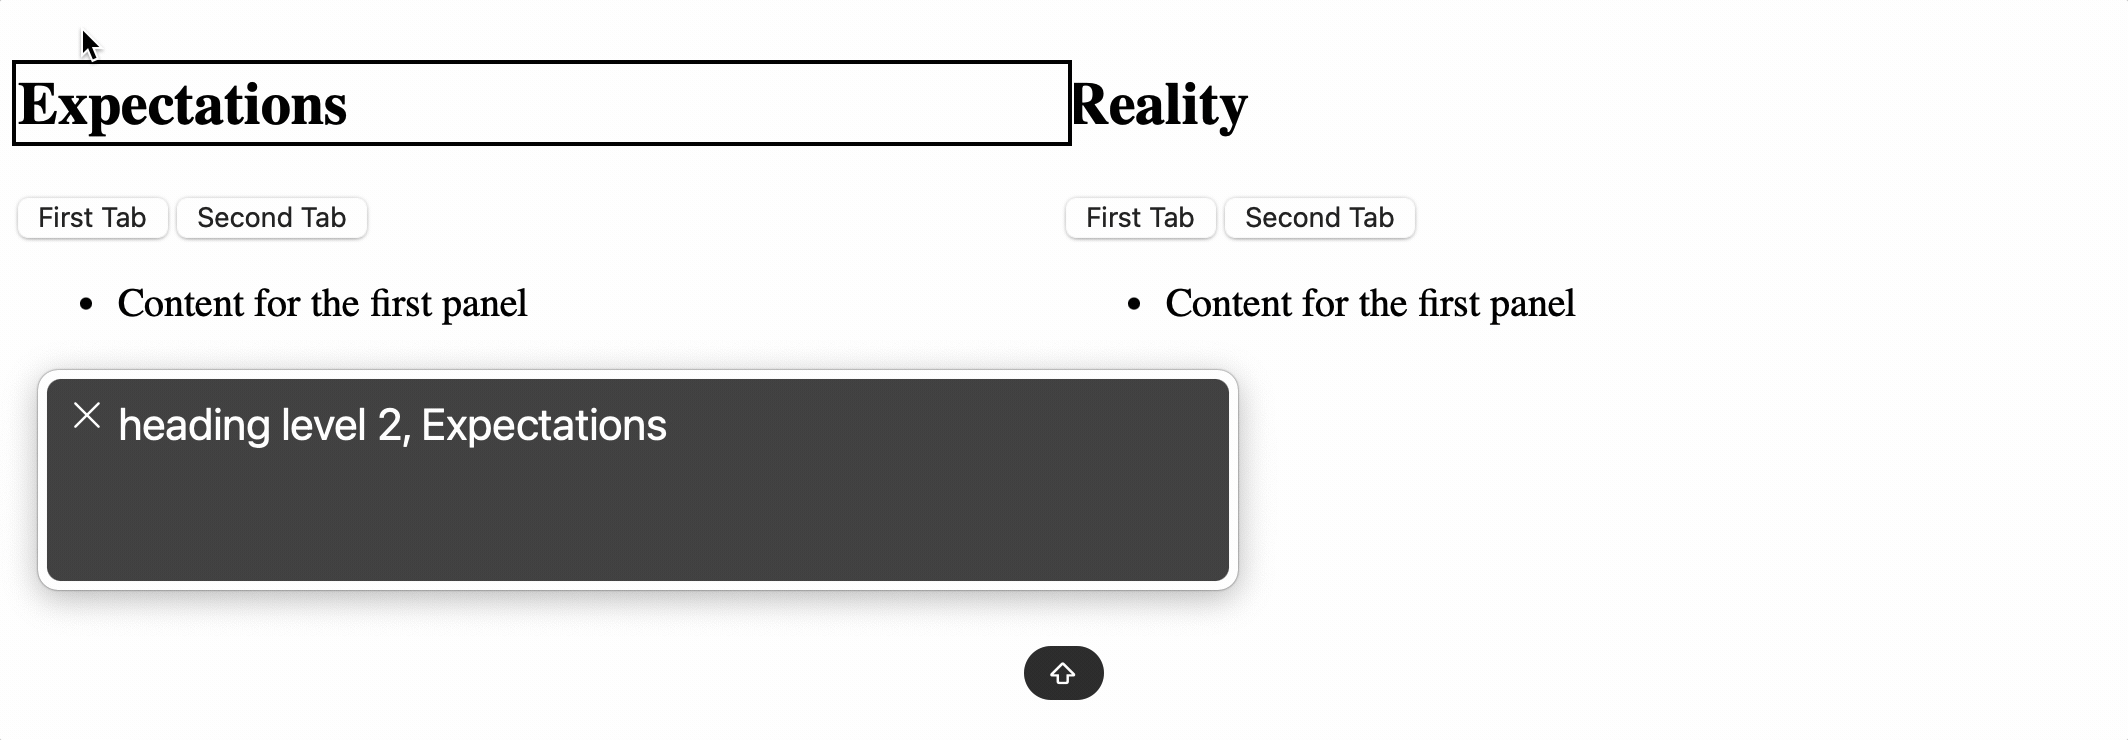 Expectations
Reality
First Tab Second Tab
First Tab Second Tab
• Content for the first panel
• Content for the first panel
heading level 2, Expectations